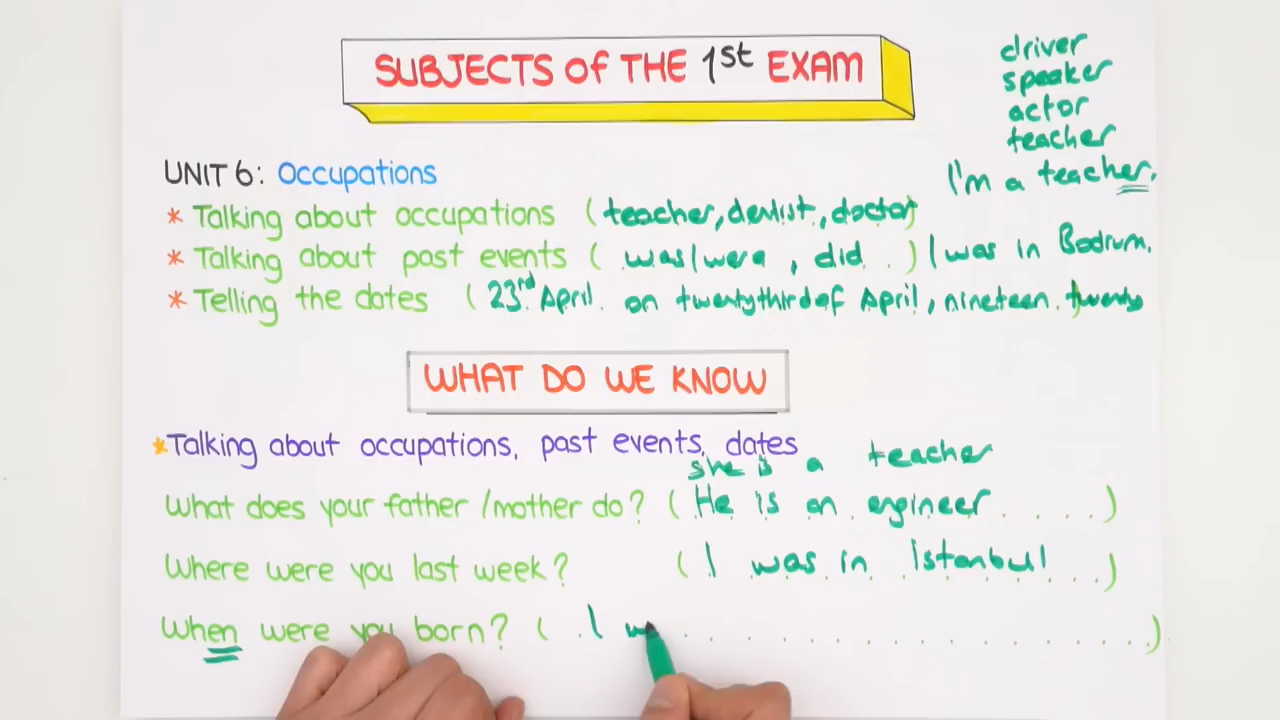 SUBJECTS OF THE 1st EXAM
driver
speaker
actor
teacher
I'm a teacher.
UNIT 6: Occupations
* Talking about occupations (teacher, dentist, doctor)
* Talking about past events ( was/were , did . ) I was in Bodrum.
* Telling the dates ( 23rd April. on twentythird of April, nineteen. twenty)
WHAT DO WE KNOW
*Talking about occupations, past events, dates
she is a teacher
What does your father /mother do? ( He is an engineer . . . . . )
Where were you last week? ( I was in İstanbul . . . )
When were you born? ( . I w . . . . . . . . . . . . . . . . )